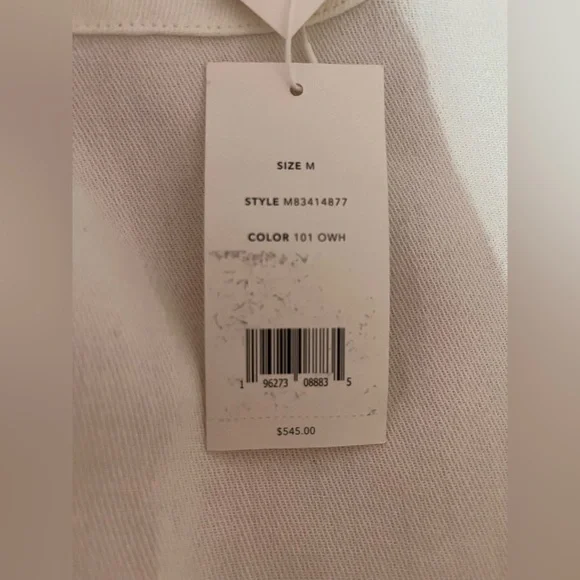 SIZE M
STYLE M83414877
COLOR 101 OWH
1 96273 08883 5
$545.00